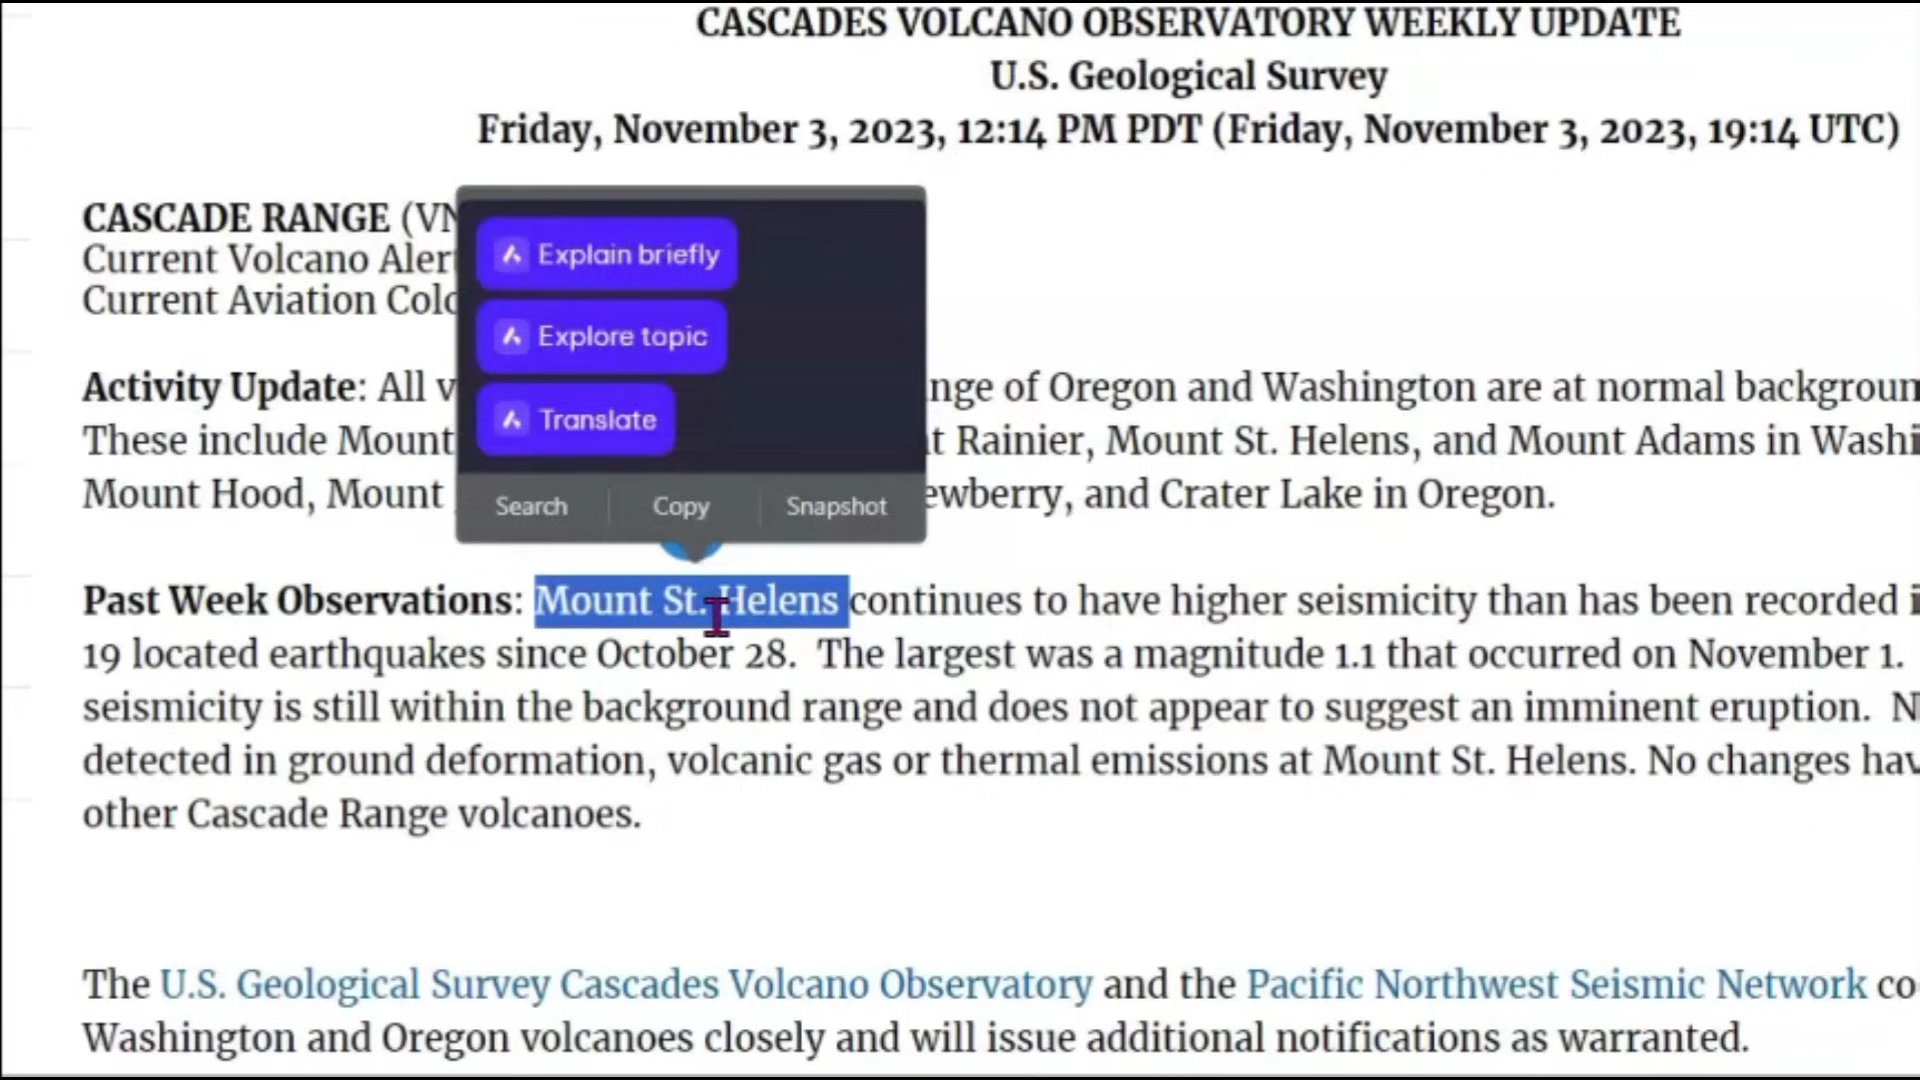 CASCADES VOLCANO OBSERVATORY WEEKLY UPDATE
U.S. Geological Survey
Friday, November 3, 2023, 12:14 PM PDT (Friday, November 3, 2023, 19:14 UTC)
CASCADE RANGE (VN
Current Volcano Aler
Current Aviation Colo
Explain briefly
Explore topic
Translate
Search Copy Snapshot
Activity Update: All v nge of Oregon and Washington are at normal backgroun
These include Mount t Rainier, Mount St. Helens, and Mount Adams in Washi
Mount Hood, Mount ewberry, and Crater Lake in Oregon.
Past Week Observations: Mount St. Helens continues to have higher seismicity than has been recorded i
19 located earthquakes since October 28. The largest was a magnitude 1.1 that occurred on November 1.
seismicity is still within the background range and does not appear to suggest an imminent eruption. N
detected in ground deformation, volcanic gas or thermal emissions at Mount St. Helens. No changes hav
other Cascade Range volcanoes.
The U.S. Geological Survey Cascades Volcano Observatory and the Pacific Northwest Seismic Network co
Washington and Oregon volcanoes closely and will issue additional notifications as warranted.